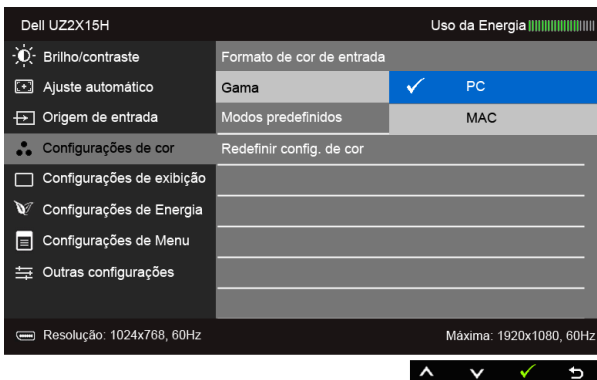 Dell UZ2X15H Uso da Energia
Brilho/contraste Formato de cor de entrada
Ajuste automático Gama PC
Origem de entrada Modos predefinidos MAC
Configurações de cor Redefinir config. de cor
Configurações de exibição
Configurações de Energia
Configurações de Menu
Outras configurações
Resolução: 1024x768, 60Hz Máxima: 1920x1080, 60Hz